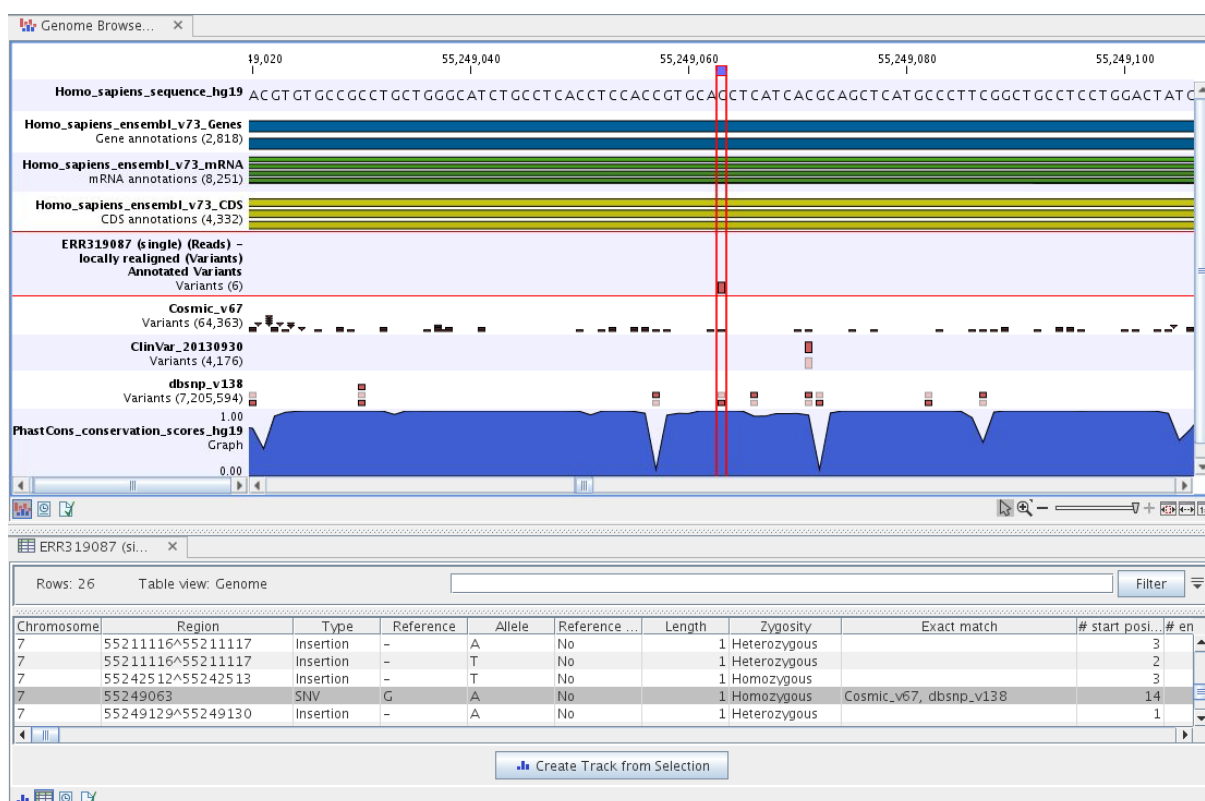 Genome Browse... ×
49,020 55,249,040 55,249,060 55,249,080 55,249,100
Homo_sapiens_sequence_hg19 ACGTGTGCCGCCTGCTGGGCATCTGCCTCACCTCCACCGTGCAGCTCATCACGCAGCTCATGCCCTTCGGCTGCCTCCTGGACTATC
Homo_sapiens_ensembl_v73_Genes
Gene annotations (2,818)
Homo_sapiens_ensembl_v73_mRNA
mRNA annotations (8,251)
Homo_sapiens_ensembl_v73_CDS
CDS annotations (4,332)
ERR319087 (single) (Reads) –
locally realigned (Variants)
Annotated Variants
Variants (6)
Cosmic_v67
Variants (64,363)
ClinVar_20130930
Variants (4,176)
dbsnp_v138
Variants (7,205,594)
1.00
PhastCons_conservation_scores_hg19
Graph
0.00
ERR319087 (si... ×
Rows: 26 Table view: Genome Filter
Chromosome Region Type Reference Allele Reference ... Length Zygosity Exact match # start posi... # en
7 55211116^55211117 Insertion – A No 1 Heterozygous 3
7 55211116^55211117 Insertion – T No 1 Heterozygous 2
7 55242512^55242513 Insertion – T No 1 Homozygous 3
7 55249063 SNV G A No 1 Homozygous Cosmic_v67, dbsnp_v138 14
7 55249129^55249130 Insertion – A No 1 Heterozygous 1
Create Track from Selection